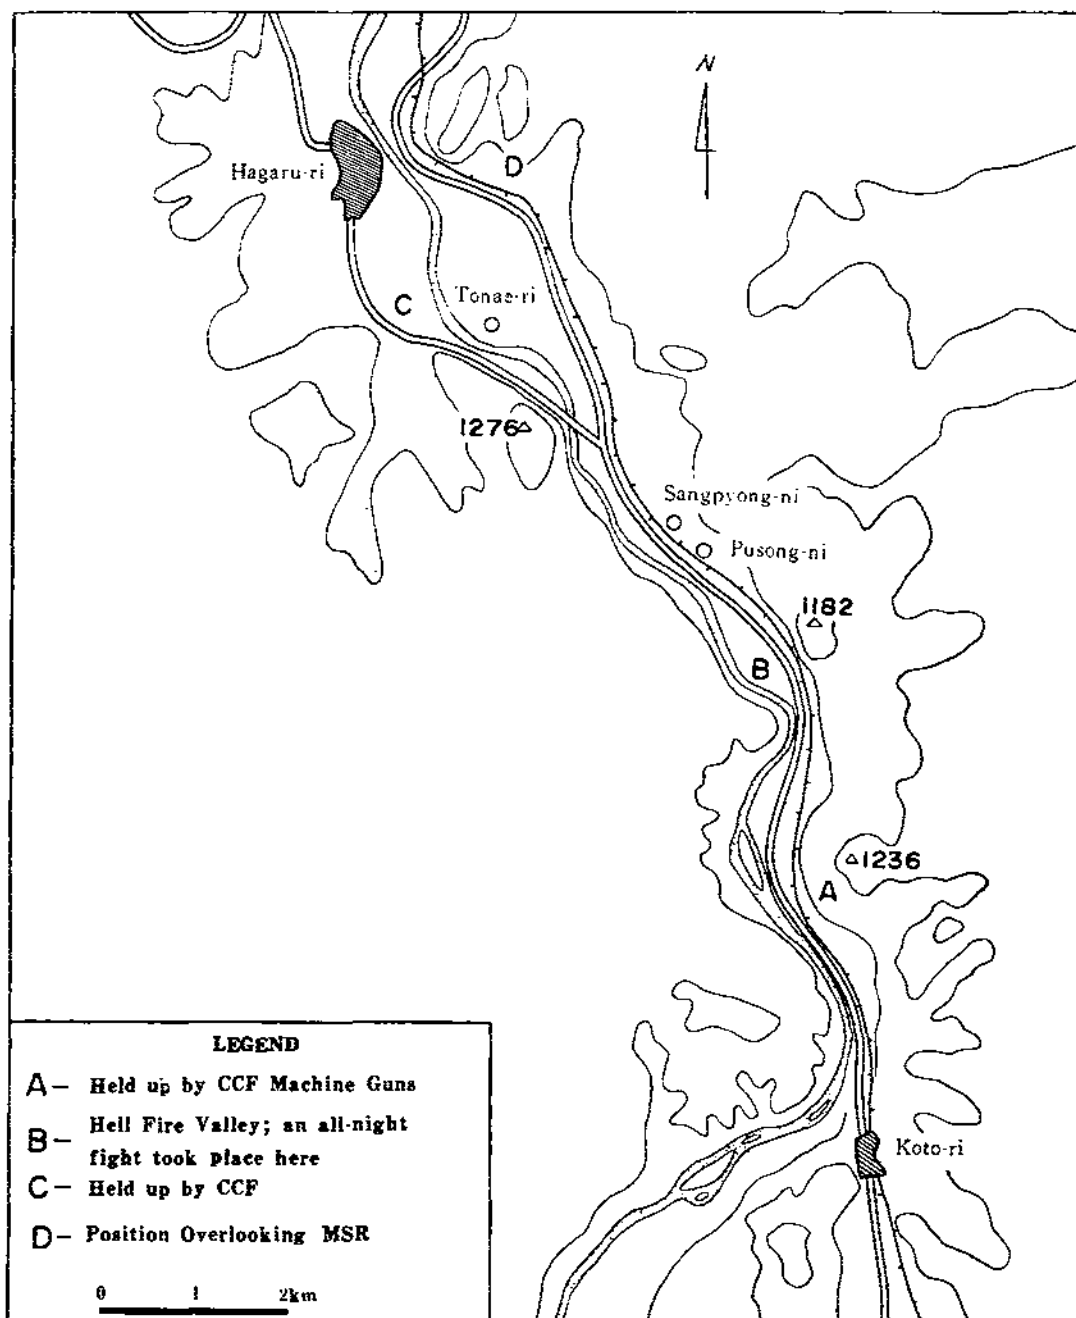 N
D
Hagaru-ri
C
Tonae-ri
1276
Sangpyong-ni
Pusong-ni
1182
B
1236
A
Koto-ri
LEGEND
A – Held up by CCF Machine Guns
B – Hell Fire Valley; an all-night
fight took place here
C – Held up by CCF
D – Position Overlooking MSR
0 1 2km